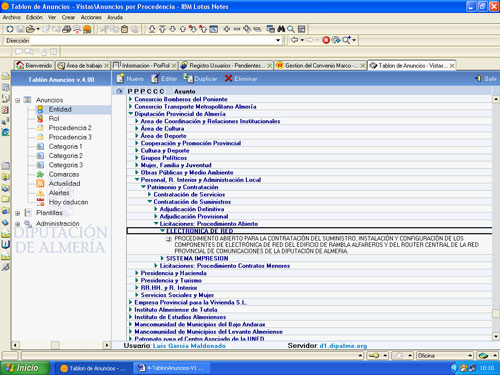 Tablon de Anuncios - Vistas\Anuncios por Procedencia - IBM Lotus Notes
Archivo Edición Ver Crear Acciones Ayuda
Dirección
Bienvenido Área de trabajo Informacion - PorRol Registro Usuarios - Pendientes... Gestion del Convenio Marco - ... Tablon de Anuncios - Vistas...
Tablón Anuncios v.4.00 Nuevo Editar Duplicar Eliminar Salir
P P P C C C Asunto
Anuncios
Entidad
Rol
Procedencia 2
Procedencia 3
Categoria 1
Categoria 2
Categoria 3
Comarcas
Actualidad
Alertas
Hoy caducan
Plantillas
Administración
DIPUTACIÓN
DE ALMERÍA
Consorcio Bomberos del Poniente
Consorcio Transporte Metropolitano Almería
Diputación Provincial de Almería
Area de Coordinación y Relaciones Institucionales
Área de Cultura
Área de Deporte
Cooperación y Promoción Provincial
Cultura y Deporte
Grupos Políticos
Mujer, Familia y Juventud
Obras Públicas y Medio Ambiente
Personal, R. Interior y Administración Local
Patrimonio y Contratación
Contratación de Servicios
Contratación de Suministros
Adjudicación Definitiva
Adjudicación Provisional
Licitaciones: Procedimiento Abierto
ELECTRÓNICA DE RED
PROCEDIMIENTO ABIERTO PARA LA CONTRATACIÓN DEL SUMINISTRO, INSTALACIÓN Y CONFIGURACIÓN DE LOS
COMPONENTES DE ELECTRÓNICA DE RED DEL EDIFICIO DE RAMBLA ALFAREROS Y DEL ROUTER CENTRAL DE LA RED
PROVINCIAL DE COMUNICACIONES DE LA DIPUTACIÓN DE ALMERIA.
SISTEMA IMPRESION
Licitaciones: Procedimiento Contratos Menores
Presidencia y Hacienda
Presidencia y Turismo
RR.HH. y R. Interior
Servicios Sociales y Mujer
Empresa Provincial para la Vivienda S.L.
Instituto Almeriense de Tutela
Instituto de Estudios Almerienses
Mancomunidad de Municipios del Bajo Andarax
Mancomunidad de Municipios del Levante Almeriense
Patronato para el Centro Asociado de la UNED
Usuario: Luis Garcia Maldonado Servidor: d1.dipalme.org
Oficina
Inicio Tablon de Anuncios - ... 4-TablonAnuncios-V1 10:10